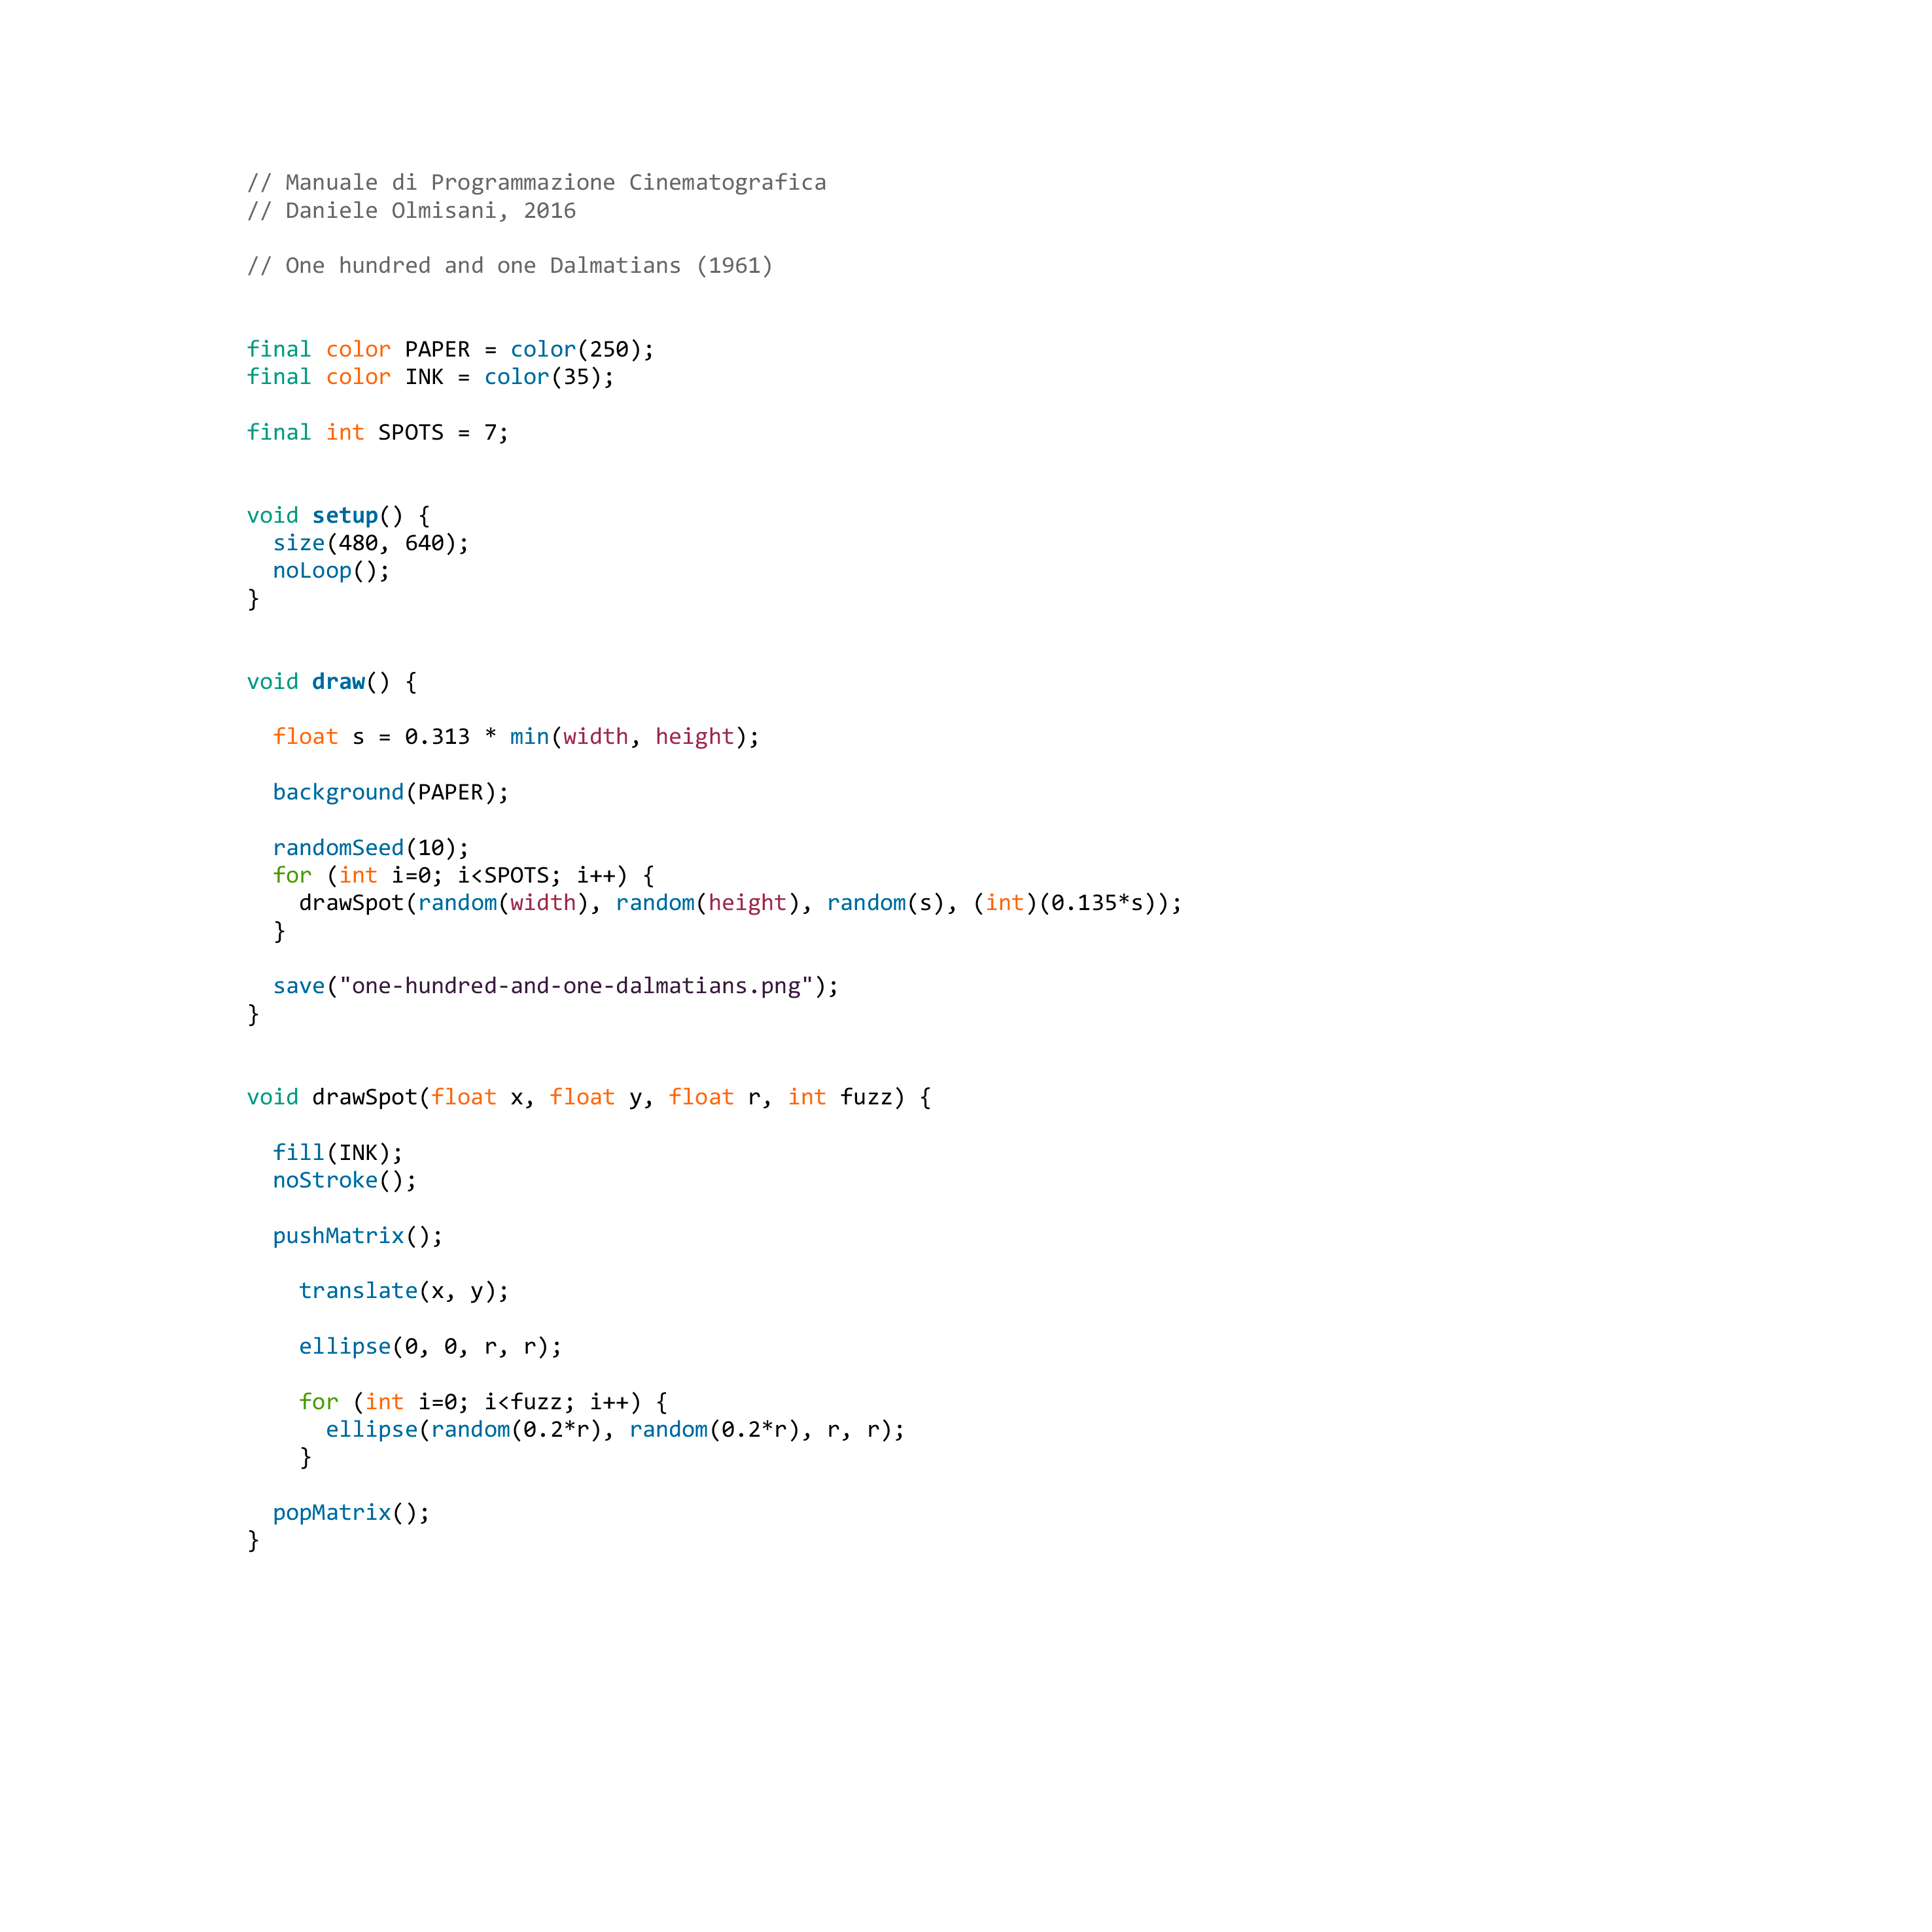 // Manuale di Programmazione Cinematografica
// Daniele Olmisani, 2016
// One hundred and one Dalmatians (1961)
final color PAPER = color(250);
final color INK = color(35);
final int SPOTS = 7;
void setup() {
  size(480, 640);
  noLoop();
}
void draw() {
  float s = 0.313 * min(width, height);
  background(PAPER);
  randomSeed(10);
  for (int i=0; i<SPOTS; i++) {
    drawSpot(random(width), random(height), random(s), (int)(0.135*s));
  }
  save("one-hundred-and-one-dalmatians.png");
}
void drawSpot(float x, float y, float r, int fuzz) {
  fill(INK);
  noStroke();
  pushMatrix();
    translate(x, y);
    ellipse(0, 0, r, r);
    for (int i=0; i<fuzz; i++) {
      ellipse(random(0.2*r), random(0.2*r), r, r);
    }
  popMatrix();
}